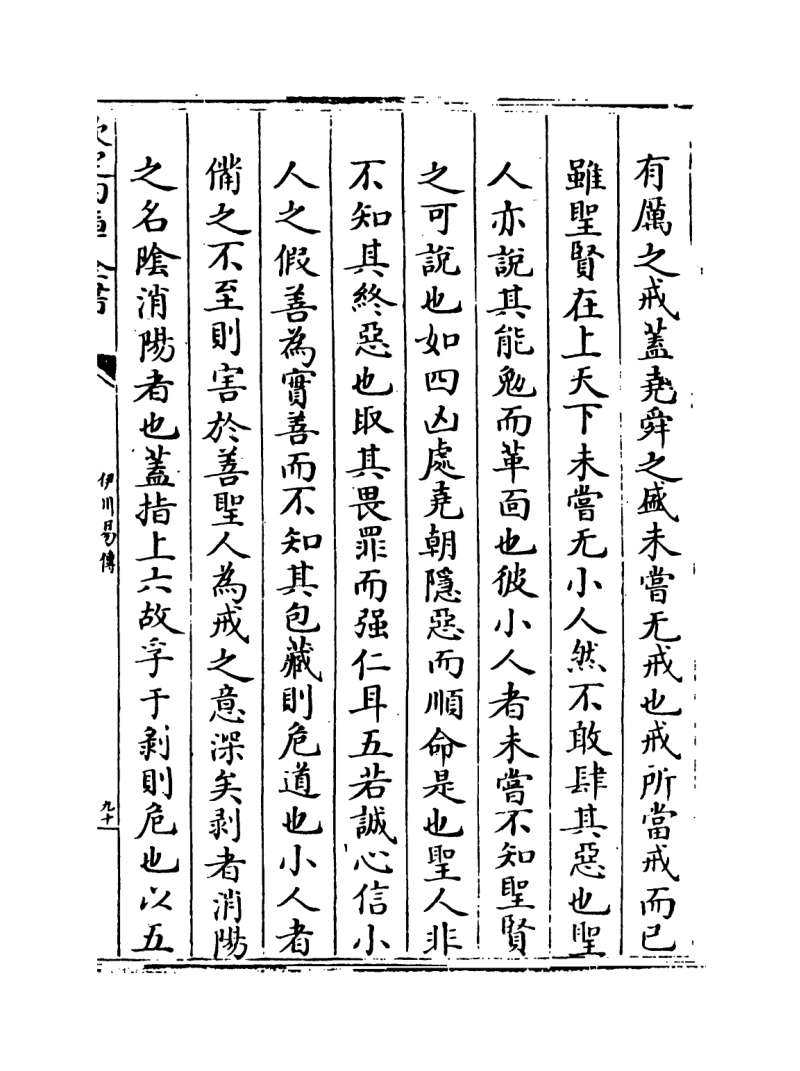 有厲之戒蓋堯舜之盛未嘗无戒也戒所當戒而已
雖聖賢在上天下未嘗无小人然不敢肆其惡也聖
人亦說其能勉而革面也彼小人者未嘗不知聖賢
之可說也如四凶處堯朝隱惡而順命是也聖人非
不知其終惡也取其畏罪而强仁耳五若誠心信小
人之假善為實善而不知其包藏則危道也小人者
備之不至則害於善聖人為戒之意深矣剥者消陽
之名陰消陽者也蓋指上六故孚于剥則危也以五
伊川易傳
九十